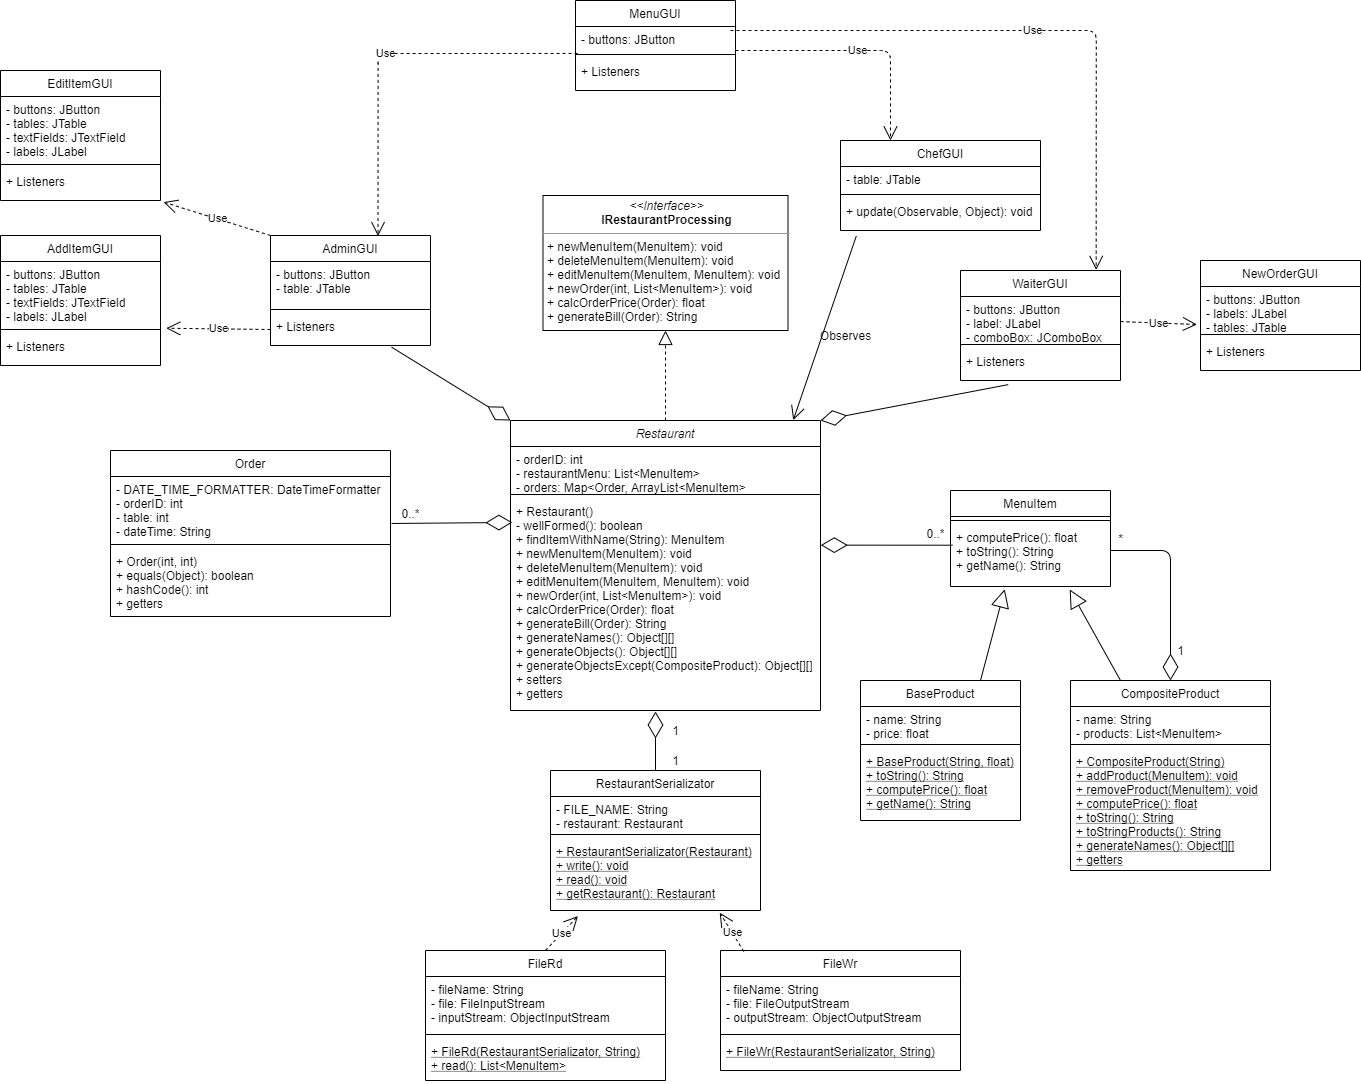 MenuGUI
- buttons: JButton
+ Listeners
Use
Use
Use
EditItemGUI
- buttons: JButton
- tables: JTable
- textFields: JTextField
- labels: JLabel
+ Listeners
ChefGUI
- table: JTable
+ update(Observable, Object): void
<<Interface>>
IRestaurantProcessing
+ newMenuItem(MenuItem): void
+ deleteMenuItem(MenuItem): void
+ editMenuItem(MenuItem, MenuItem): void
+ newOrder(int, List<MenuItem>): void
+ calcOrderPrice(Order): float
+ generateBill(Order): String
Use
AddItemGUI
- buttons: JButton
- tables: JTable
- textFields: JTextField
- labels: JLabel
+ Listeners
Use
AdminGUI
- buttons: JButton
- table: JTable
+ Listeners
WaiterGUI
- buttons: JButton
- label: JLabel
- comboBox: JComboBox
+ Listeners
Use
NewOrderGUI
- buttons: JButton
- labels: JLabel
- tables: JTable
+ Listeners
Observes
Restaurant
- orderID: int
- restaurantMenu: List<MenuItem>
- orders: Map<Order, ArrayList<MenuItem>
+ Restaurant()
- wellFormed(): boolean
+ findItemWithName(String): MenuItem
+ newMenuItem(MenuItem): void
+ deleteMenuItem(MenuItem): void
+ editMenuItem(MenuItem, MenuItem): void
+ newOrder(int, List<MenuItem>): void
+ calcOrderPrice(Order): float
+ generateBill(Order): String
+ generateNames(): Object[][]
+ generateObjects(): Object[][]
+ generateObjectsExcept(CompositeProduct): Object[][]
+ setters
+ getters
Order
- DATE_TIME_FORMATTER: DateTimeFormatter
- orderID: int
- table: int
- dateTime: String
+ Order(int, int)
+ equals(Object): boolean
+ hashCode(): int
+ getters
0..*
0..*
MenuItem
+ computePrice(): float
+ toString(): String
+ getName(): String
*
1
BaseProduct
- name: String
- price: float
+ BaseProduct(String, float)
+ toString(): String
+ computePrice(): float
+ getName(): String
CompositeProduct
- name: String
- products: List<MenuItem>
+ CompositeProduct(String)
+ addProduct(MenuItem): void
+ removeProduct(MenuItem): void
+ computePrice(): float
+ toString(): String
+ toStringProducts(): String
+ generateNames(): Object[][]
+ getters
1
1
RestaurantSerializator
- FILE_NAME: String
- restaurant: Restaurant
+ RestaurantSerializator(Restaurant)
+ write(): void
+ read(): void
+ getRestaurant(): Restaurant
Use
Use
FileRd
- fileName: String
- file: FileInputStream
- inputStream: ObjectInputStream
+ FileRd(RestaurantSerializator, String)
+ read(): List<MenuItem>
FileWr
- fileName: String
- file: FileOutputStream
- outputStream: ObjectOutputStream
+ FileWr(RestaurantSerializator, String)